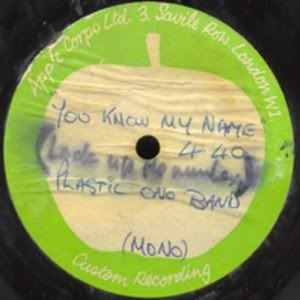 Apple Corps Ltd. 3. Savile Row London W1
YOU KNOW MY NAME
(Look up the number)
4 40
PLASTIC ONO BAND
(MONO)
Custom Recording